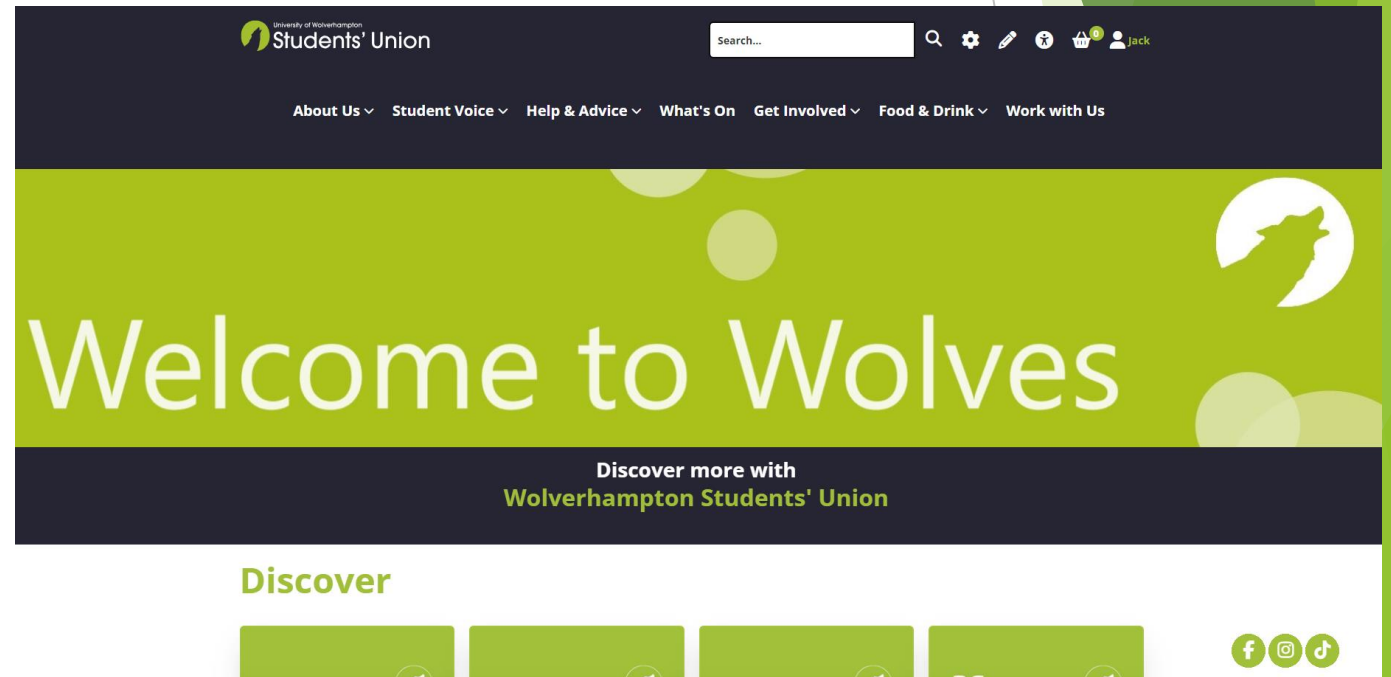 University of Wolverhampton
Students' Union
Search...
0
Jack
About Us Student Voice Help & Advice What's On Get Involved Food & Drink Work with Us
Welcome to Wolves
Discover more with
Wolverhampton Students' Union
Discover